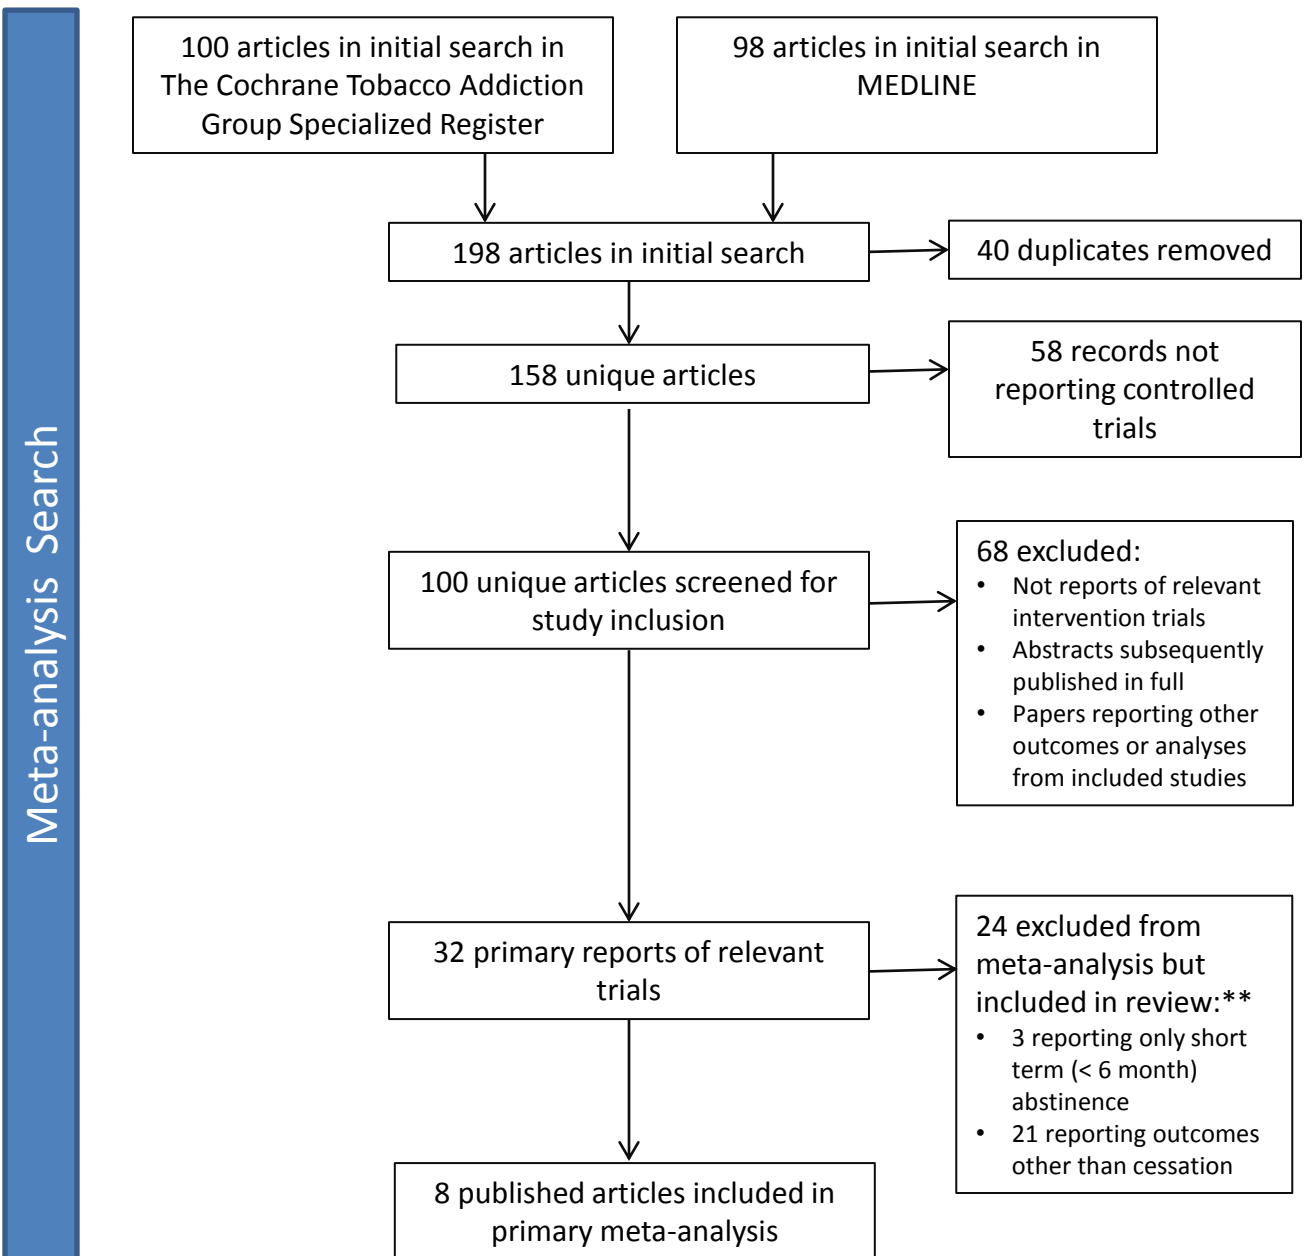 Meta-analysis Search
100 articles in initial search in
The Cochrane Tobacco Addiction
Group Specialized Register
98 articles in initial search in
MEDLINE
198 articles in initial search
40 duplicates removed
158 unique articles
58 records not
reporting controlled
trials
100 unique articles screened for
study inclusion
68 excluded:
• Not reports of relevant
intervention trials
• Abstracts subsequently
published in full
• Papers reporting other
outcomes or analyses
from included studies
32 primary reports of relevant
trials
24 excluded from
meta-analysis but
included in review:**
• 3 reporting only short
term (< 6 month)
abstinence
• 21 reporting outcomes
other than cessation
8 published articles included in
primary meta-analysis